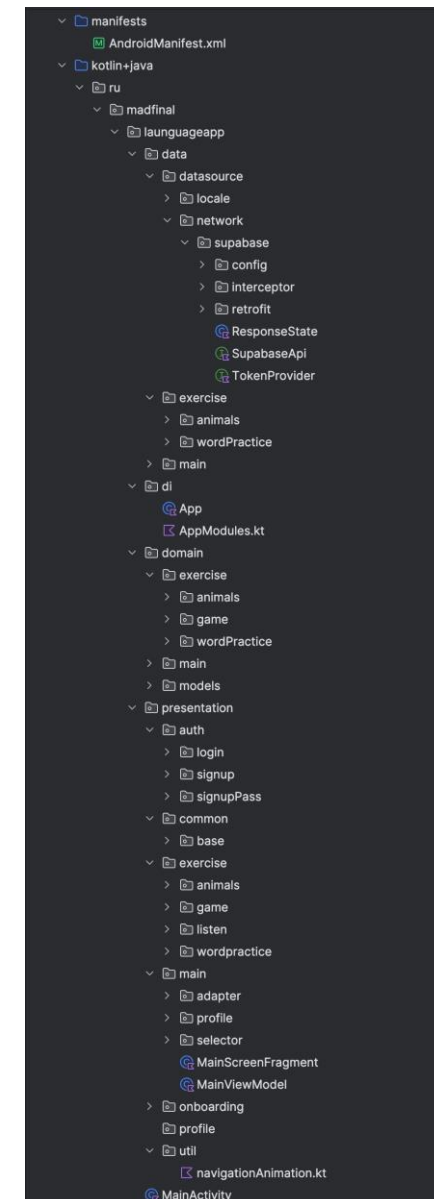 manifests
AndroidManifest.xml
kotlin+java
ru
madfinal
launguageapp
data
datasource
locale
network
supabase
config
interceptor
retrofit
ResponseState
SupabaseApi
TokenProvider
exercise
animals
wordPractice
main
di
App
AppModules.kt
domain
exercise
animals
game
wordPractice
main
models
presentation
auth
login
signup
signupPass
common
base
exercise
animals
game
listen
wordpractice
main
adapter
profile
selector
MainScreenFragment
MainViewModel
onboarding
profile
util
navigationAnimation.kt
MainActivity